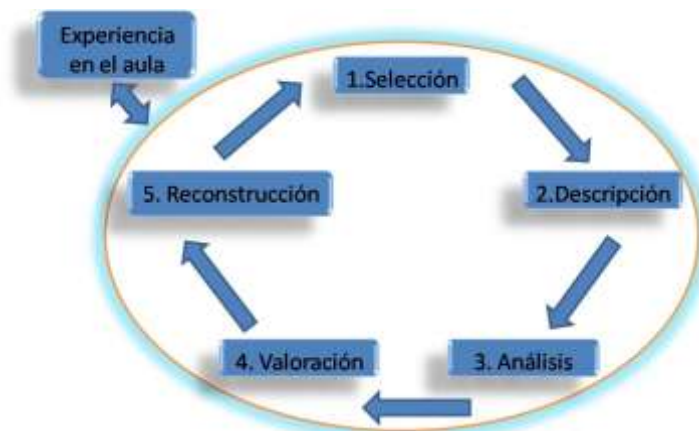 Experiencia
en el aula
1.Selección
5. Reconstrucción
2.Descripción
4. Valoración
3. Análisis